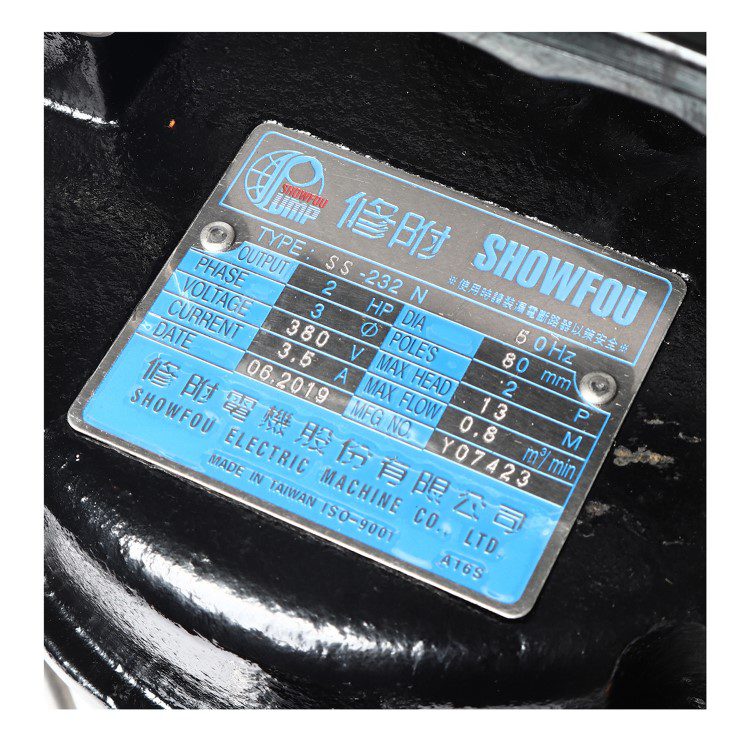 SHOWFOU
PUMP
修附 SHOWFOU
※使用時請裝漏電斷路器以策安全※
TYPE: SS-232 N 50Hz
OUTPUT 2 HP DIA 80 mm
PHASE 3 Φ POLES 2 P
VOLTAGE 380 V MAX HEAD 13 M
CURRENT 3.5 A MAX FLOW 0.8 m³/min
DATE 06.2019 MFG NO. Y07423
修附電機股份有限公司
SHOWFOU ELECTRIC MACHINE CO., LTD.
MADE IN TAIWAN ISO-9001 A16S